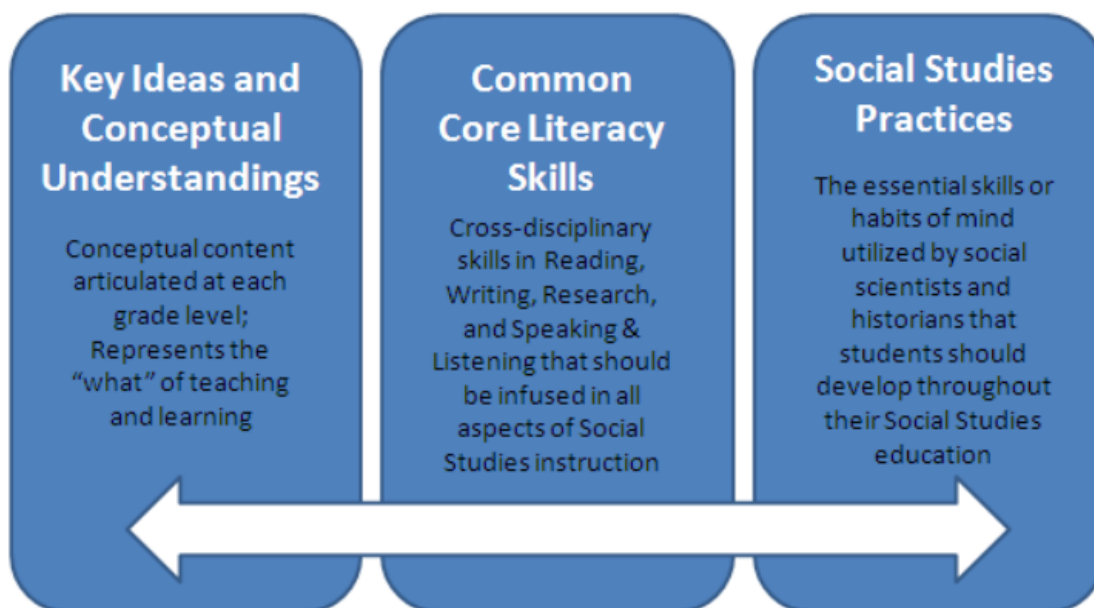 Key Ideas and
Conceptual
Understandings
Conceptual content
articulated at each
grade level;
Represents the
“what” of teaching
and learning
Common
Core Literacy
Skills
Cross-disciplinary
skills in Reading,
Writing, Research,
and Speaking &
Listening that should
be infused in all
aspects of Social
Studies instruction
Social Studies
Practices
The essential skills or
habits of mind
utilized by social
scientists and
historians that
students should
develop throughout
their Social Studies
education